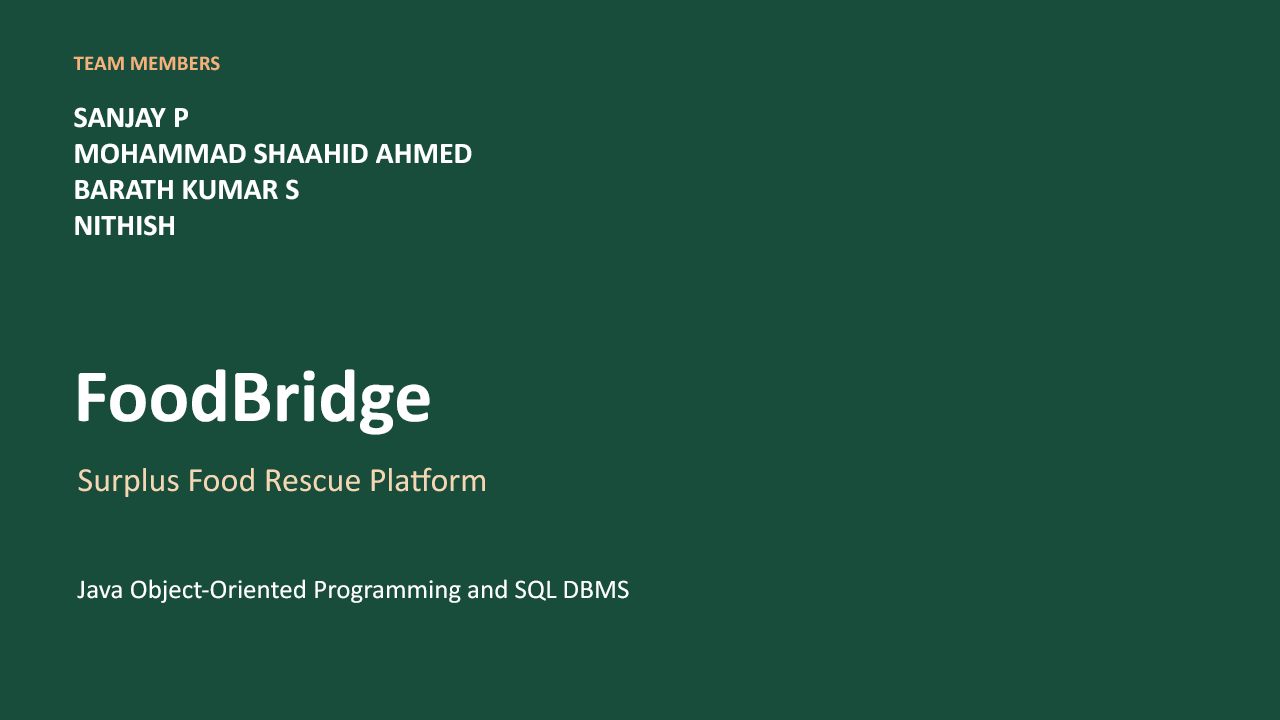 TEAM MEMBERS
SANJAY P
MOHAMMAD SHAAHID AHMED
BARATH KUMAR S
NITHISH
FoodBridge
Surplus Food Rescue Platform
Java Object-Oriented Programming and SQL DBMS